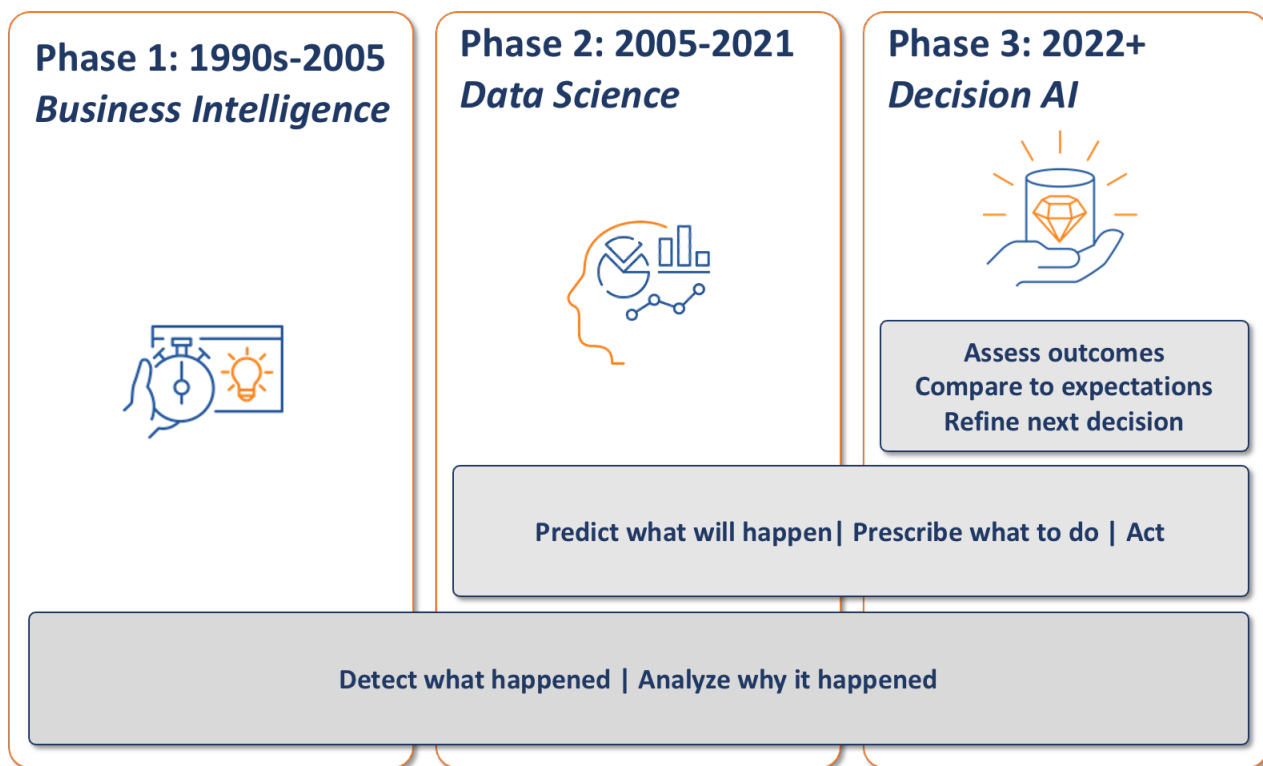 Phase 1: 1990s-2005
Business Intelligence
Phase 2: 2005-2021
Data Science
Phase 3: 2022+
Decision AI
Assess outcomes
Compare to expectations
Refine next decision
Predict what will happen| Prescribe what to do | Act
Detect what happened | Analyze why it happened